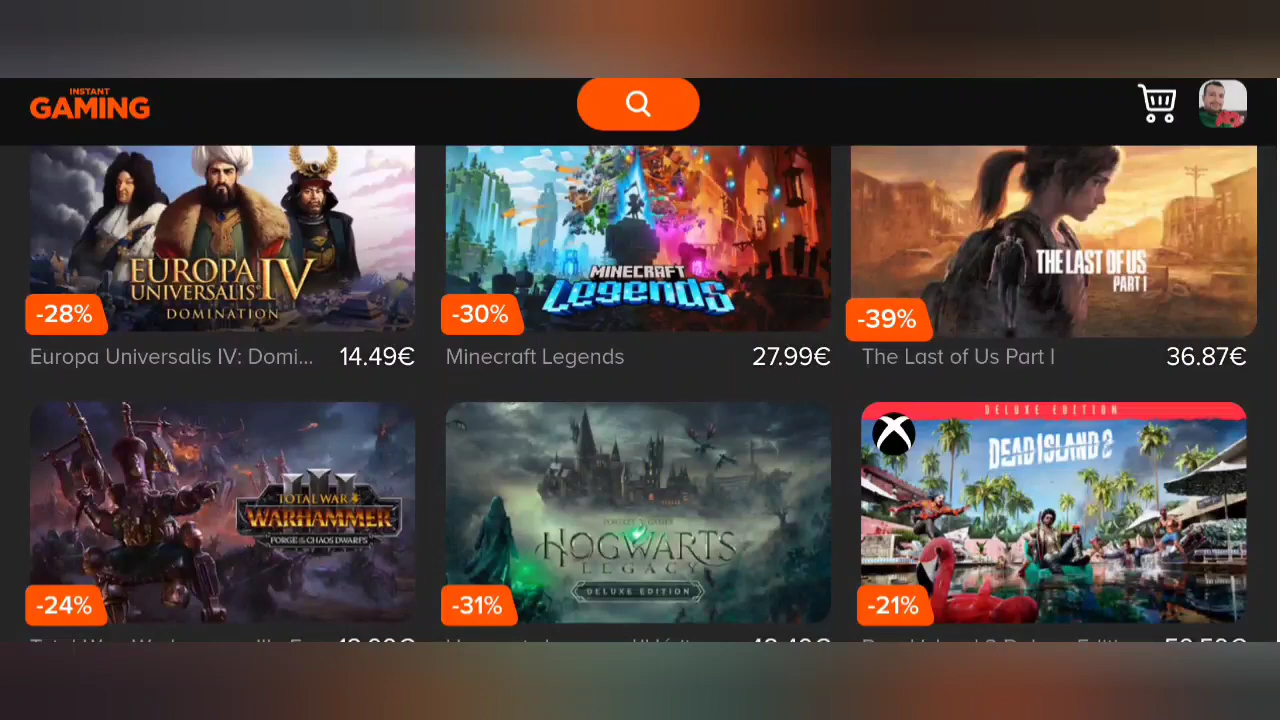 INSTANT
GAMING
EUROPA
UNIVERSALIS IV
DOMINATION
-28%
Europa Universalis IV: Domi...
14.49€
MINECRAFT
Legends
-30%
Minecraft Legends
27.99€
THE LAST OF US
PART I
-39%
The Last of Us Part I
36.87€
TOTAL WAR
WARHAMMER
III
FORGE OF THE CHAOS DWARFS
-24%
HOGWARTS
LEGACY
DELUXE EDITION
-31%
DELUXE EDITION
DEAD ISLAND 2
-21%